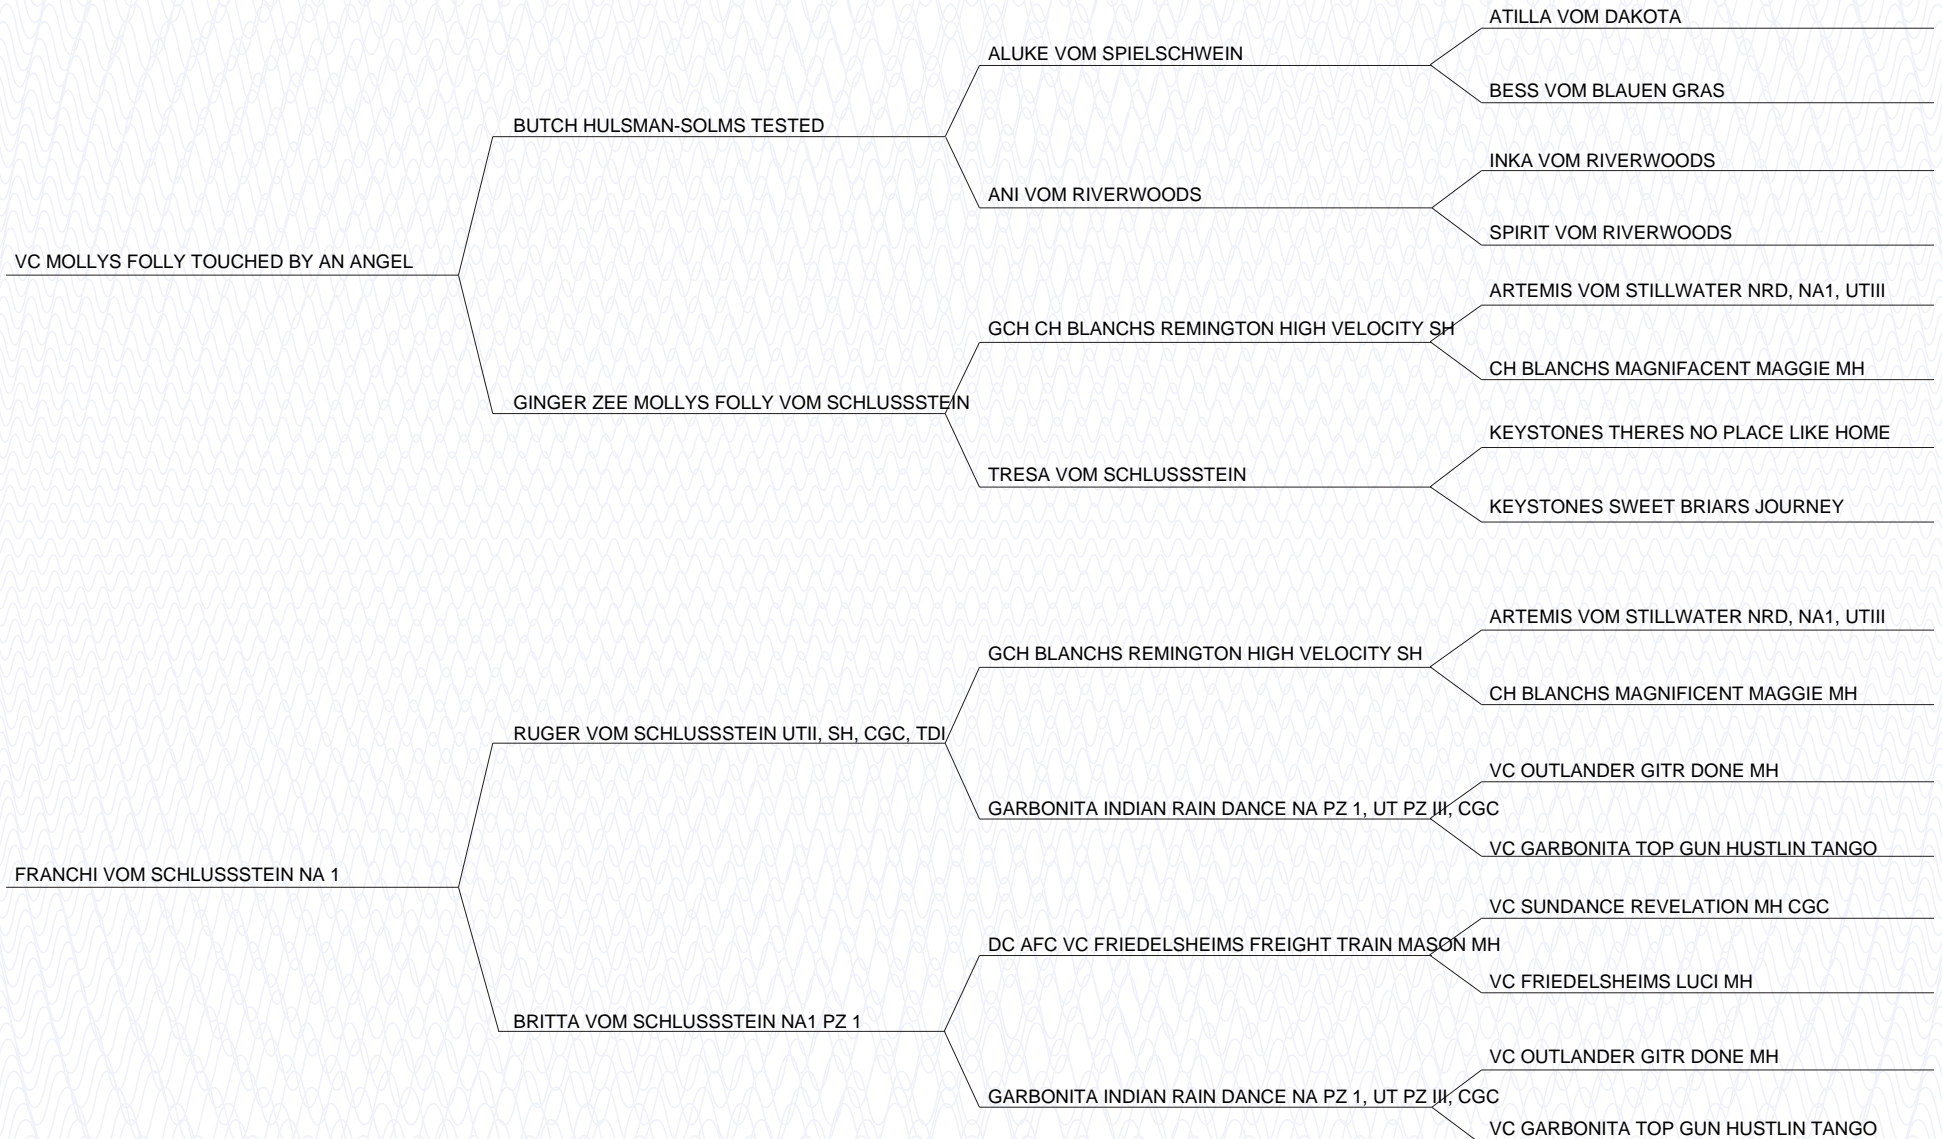 ATILLA VOM DAKOTA
ALUKE VOM SPIELSCHWEIN
BESS VOM BLAUEN GRAS
BUTCH HULSMAN-SOLMS TESTED
INKA VOM RIVERWOODS
ANI VOM RIVERWOODS
SPIRIT VOM RIVERWOODS
VC MOLLYS FOLLY TOUCHED BY AN ANGEL
ARTEMIS VOM STILLWATER NRD, NA1, UTIII
GCH CH BLANCHS REMINGTON HIGH VELOCITY SH
CH BLANCHS MAGNIFACENT MAGGIE MH
GINGER ZEE MOLLYS FOLLY VOM SCHLUSSSTEIN
KEYSTONES THERES NO PLACE LIKE HOME
TRESA VOM SCHLUSSSTEIN
KEYSTONES SWEET BRIARS JOURNEY
ARTEMIS VOM STILLWATER NRD, NA1, UTIII
GCH BLANCHS REMINGTON HIGH VELOCITY SH
CH BLANCHS MAGNIFICENT MAGGIE MH
RUGER VOM SCHLUSSSTEIN UTII, SH, CGC, TDI
VC OUTLANDER GITR DONE MH
GARBONITA INDIAN RAIN DANCE NA PZ 1, UT PZ III, CGC
VC GARBONITA TOP GUN HUSTLIN TANGO
FRANCHI VOM SCHLUSSSTEIN NA 1
VC SUNDANCE REVELATION MH CGC
DC AFC VC FRIEDELSHEIMS FREIGHT TRAIN MASON MH
VC FRIEDELSHEIMS LUCI MH
BRITTA VOM SCHLUSSSTEIN NA1 PZ 1
VC OUTLANDER GITR DONE MH
GARBONITA INDIAN RAIN DANCE NA PZ 1, UT PZ III, CGC
VC GARBONITA TOP GUN HUSTLIN TANGO